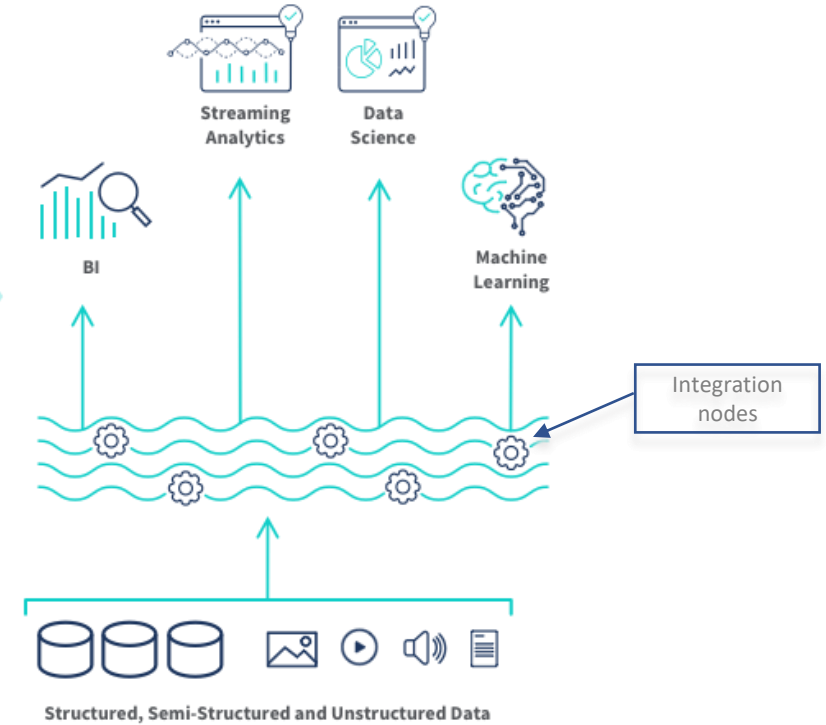 Streaming
Analytics
Data
Science
BI
Machine
Learning
Integration
nodes
Structured, Semi-Structured and Unstructured Data